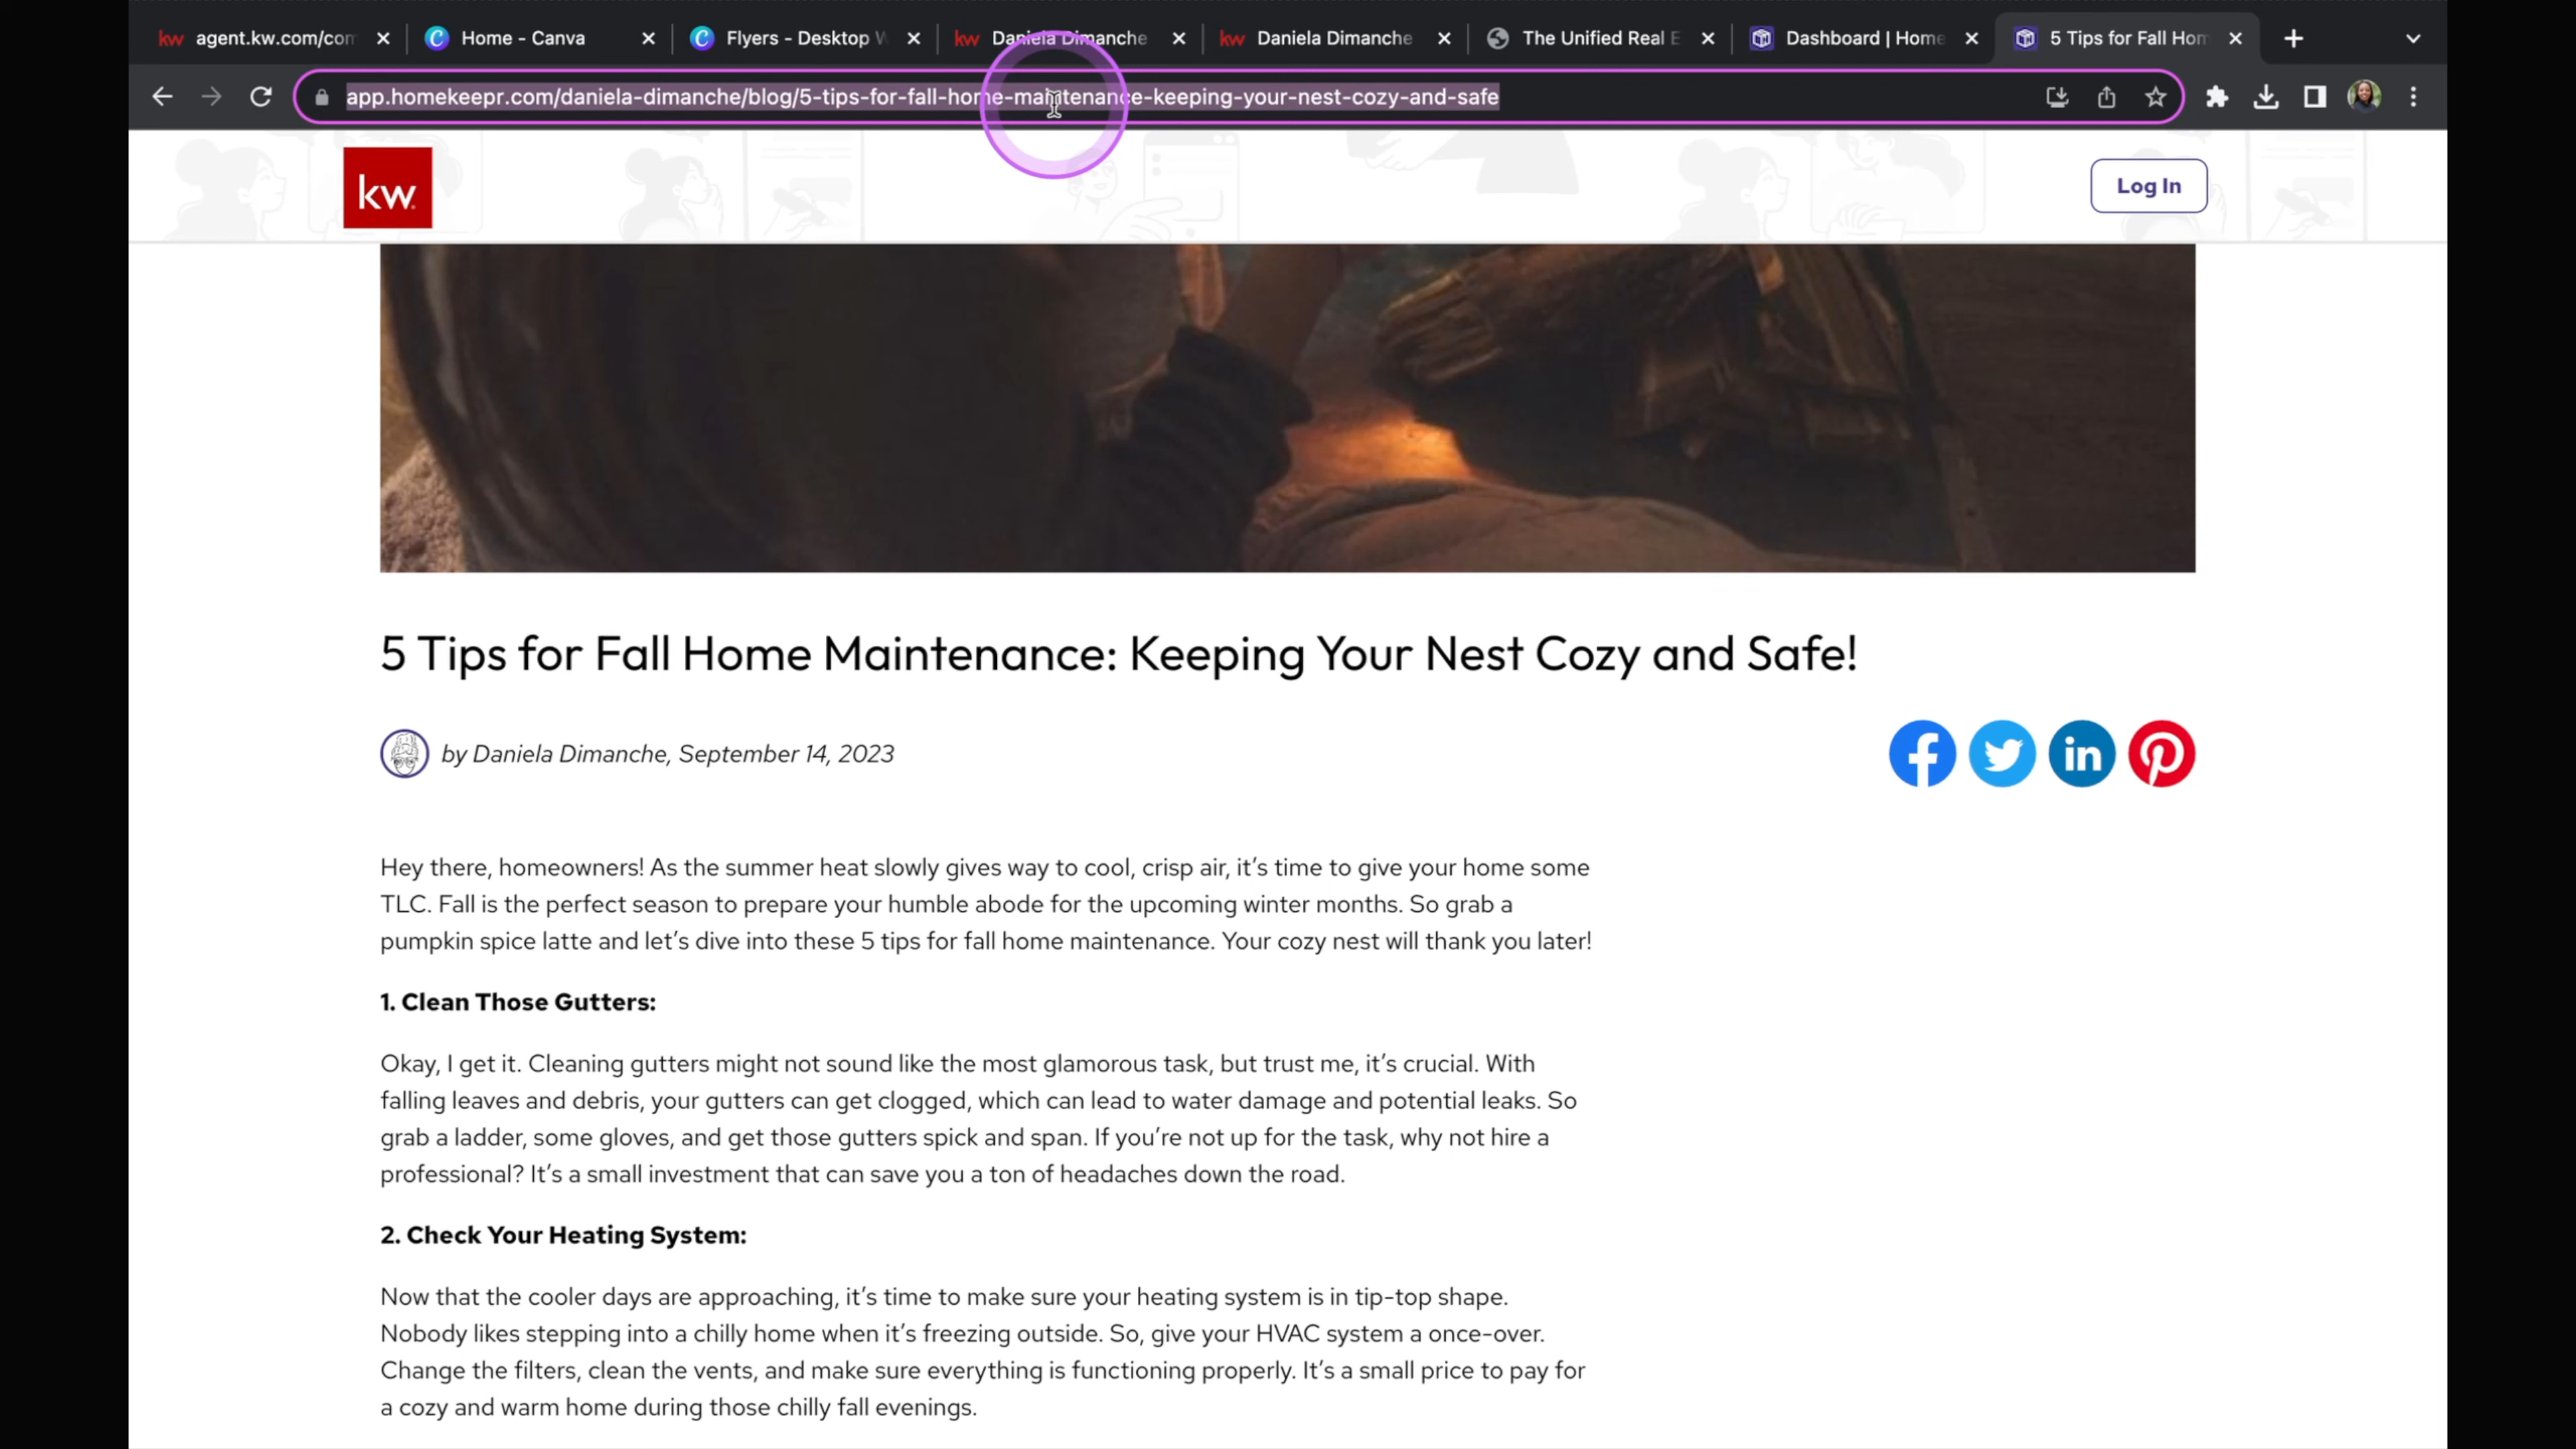 agent.kw.com/com
Home - Canva
Flyers - Desktop W
Daniela Dimanche
Daniela Dimanche
The Unified Real E
Dashboard | Home
5 Tips for Fall Hom
app.homekeepr.com/daniela-dimanche/blog/5-tips-for-fall-home-maintenance-keeping-your-nest-cozy-and-safe
kw.
Log In
5 Tips for Fall Home Maintenance: Keeping Your Nest Cozy and Safe!
by Daniela Dimanche, September 14, 2023
Hey there, homeowners! As the summer heat slowly gives way to cool, crisp air, it's time to give your home some
TLC. Fall is the perfect season to prepare your humble abode for the upcoming winter months. So grab a
pumpkin spice latte and let's dive into these 5 tips for fall home maintenance. Your cozy nest will thank you later!
1. Clean Those Gutters:
Okay, I get it. Cleaning gutters might not sound like the most glamorous task, but trust me, it's crucial. With
falling leaves and debris, your gutters can get clogged, which can lead to water damage and potential leaks. So
grab a ladder, some gloves, and get those gutters spick and span. If you're not up for the task, why not hire a
professional? It's a small investment that can save you a ton of headaches down the road.
2. Check Your Heating System:
Now that the cooler days are approaching, it's time to make sure your heating system is in tip-top shape.
Nobody likes stepping into a chilly home when it's freezing outside. So, give your HVAC system a once-over.
Change the filters, clean the vents, and make sure everything is functioning properly. It's a small price to pay for
a cozy and warm home during those chilly fall evenings.